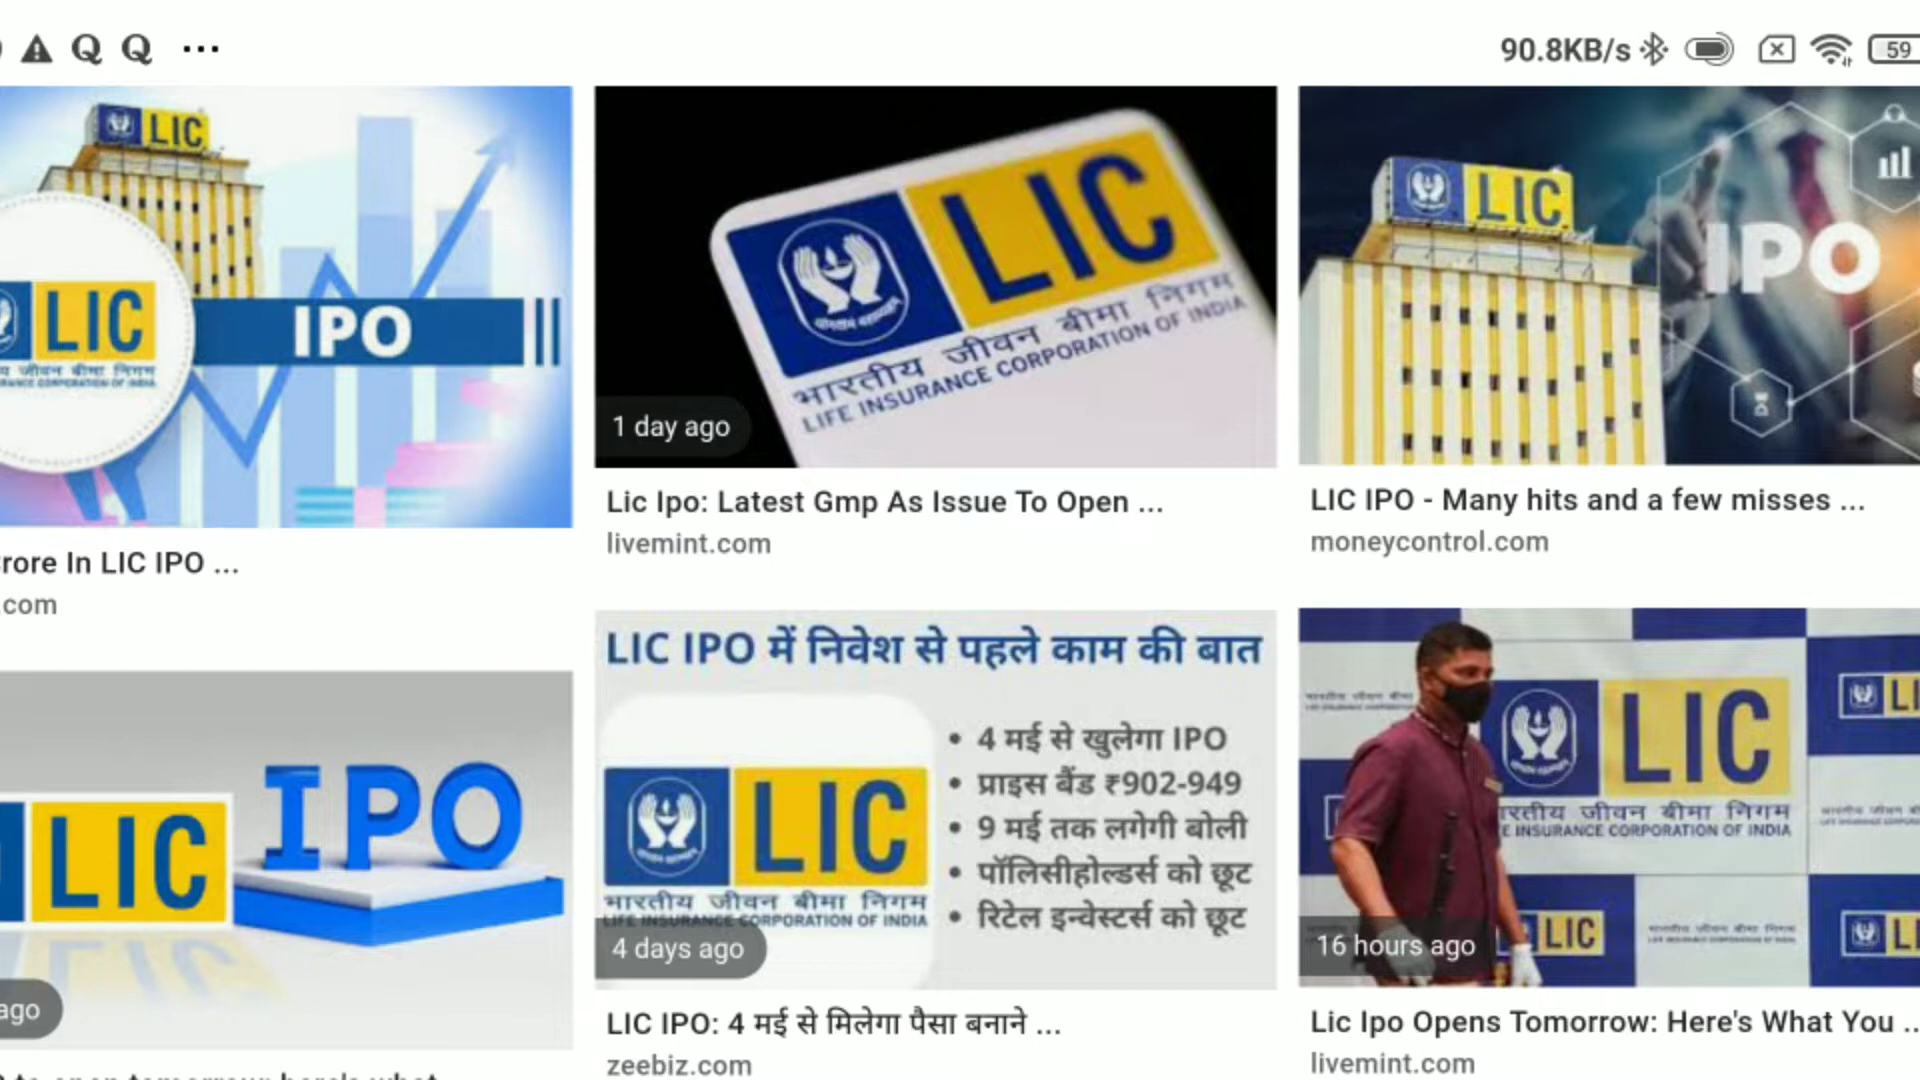 90.8KB/s
59
LIC
LIC
IPO
rore In LIC IPO ...
.com
LIC
भारतीय जीवन बीमा निगम
LIFE INSURANCE CORPORATION OF INDIA
1 day ago
Lic Ipo: Latest Gmp As Issue To Open ...
livemint.com
LIC
IPO
LIC IPO - Many hits and a few misses ...
moneycontrol.com
LIC
IPO
ago
LIC IPO में निवेश से पहले काम की बात
• 4 मई से खुलेगा IPO
• प्राइस बैंड ₹902-949
• 9 मई तक लगेगी बोली
• पॉलिसीहोल्डर्स को छूट
• रिटेल इन्वेस्टर्स को छूट
LIC
भारतीय जीवन बीमा निगम
LIFE INSURANCE CORPORATION OF INDIA
4 days ago
LIC IPO: 4 मई से मिलेगा पैसा बनाने ...
zeebiz.com
LIC
जीवन बीमा निगम
E INSURANCE CORPORATION OF INDIA
LIC
16 hours ago
Lic Ipo Opens Tomorrow: Here's What You ..
livemint.com